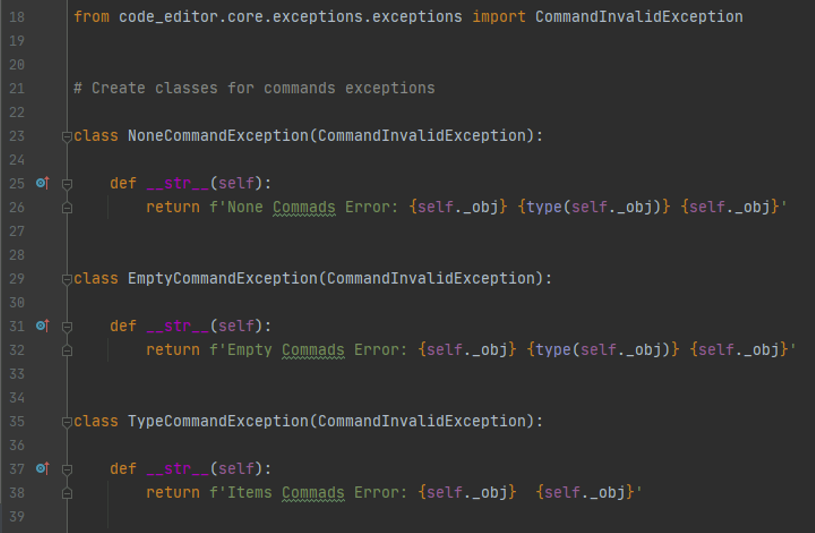 18 from code_editor.core.exceptions.exceptions import CommandInvalidException
19
20
21 # Create classes for commands exceptions
22
23 class NoneCommandException(CommandInvalidException):
24
25 def __str__(self):
26 return f'None Commads Error: {self._obj} {type(self._obj)} {self._obj}'
27
28
29 class EmptyCommandException(CommandInvalidException):
30
31 def __str__(self):
32 return f'Empty Commads Error: {self._obj} {type(self._obj)} {self._obj}'
33
34
35 class TypeCommandException(CommandInvalidException):
36
37 def __str__(self):
38 return f'Items Commads Error: {self._obj}  {self._obj}'
39